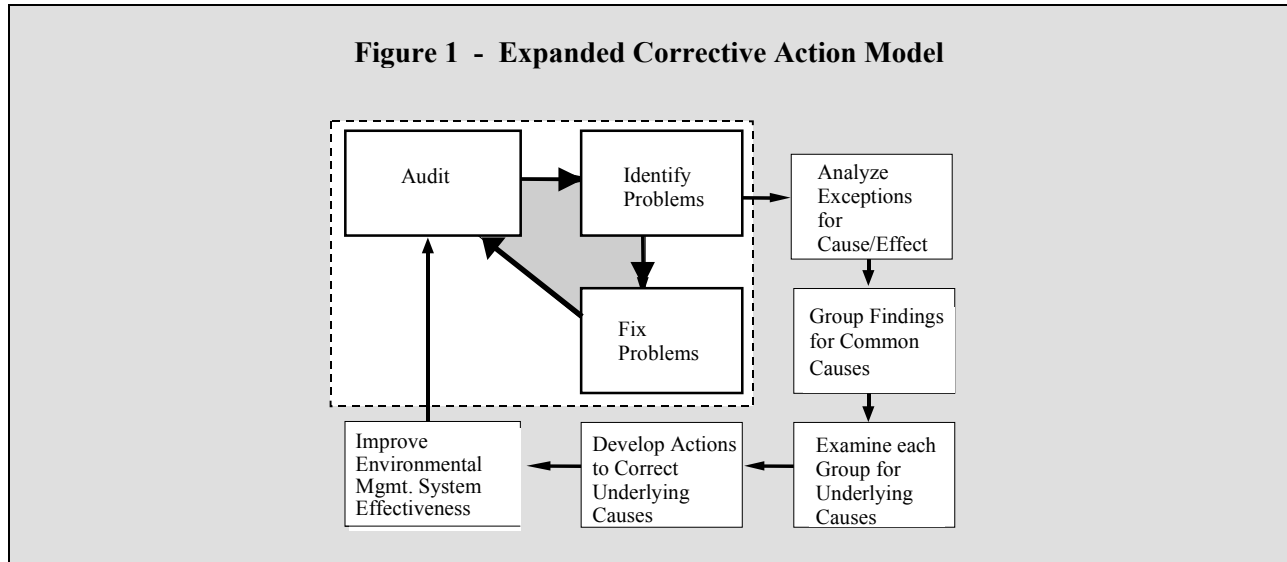 Figure 1 - Expanded Corrective Action Model
Audit
Identify
Problems
Analyze
Exceptions
for
Cause/Effect
Fix
Problems
Group Findings
for Common
Causes
Improve
Environmental
Mgmt. System
Effectiveness
Develop Actions
to Correct
Underlying
Causes
Examine each
Group for
Underlying
Causes